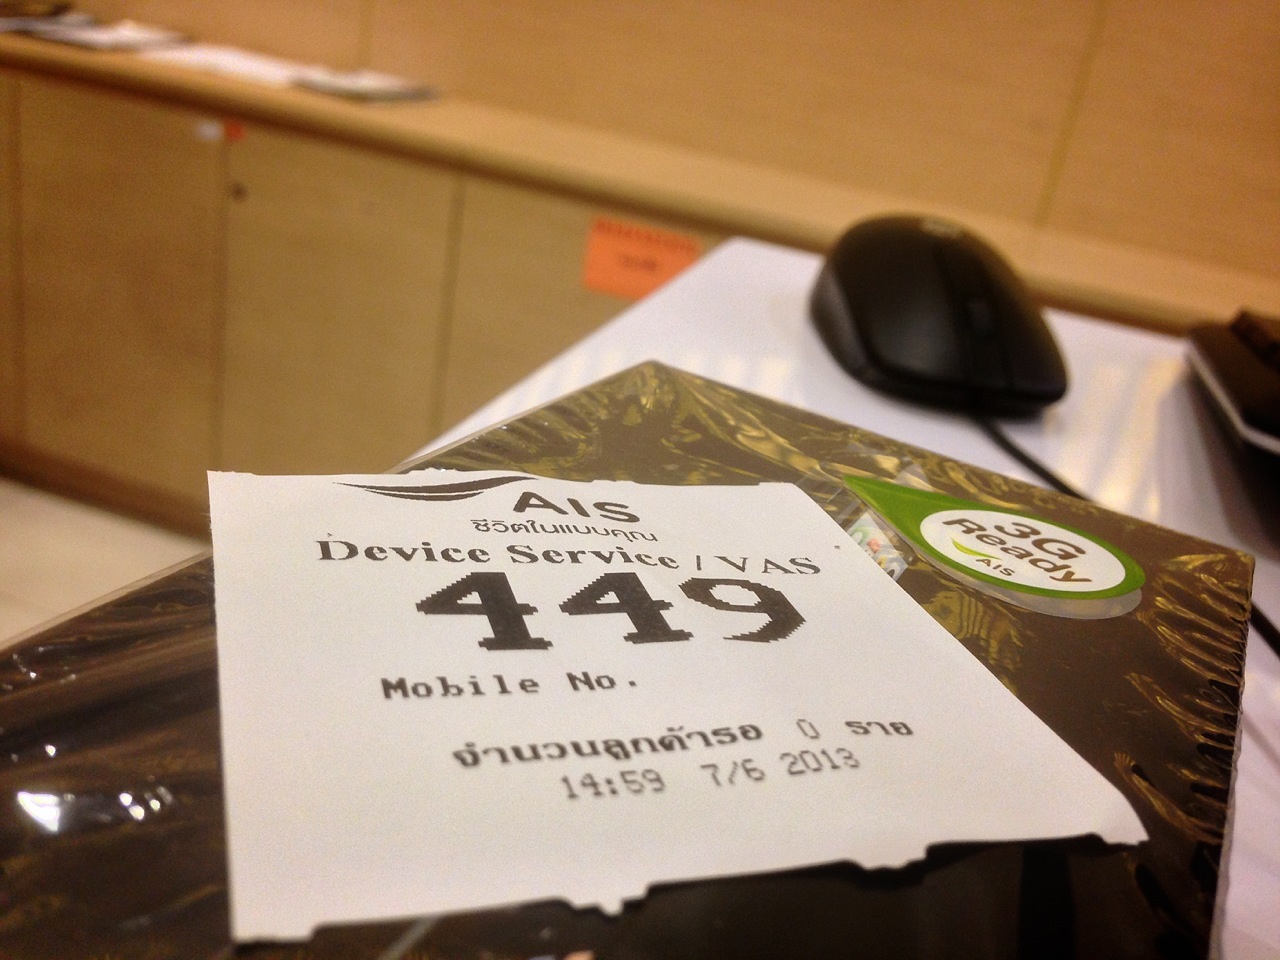 AIS
ชีวิตในแบบคุณ
Device Service / VAS
449
Mobile No.
จำนวนลูกค้ารอ 0 ราย
14:59 7/6 2013
3G
Ready
AIS